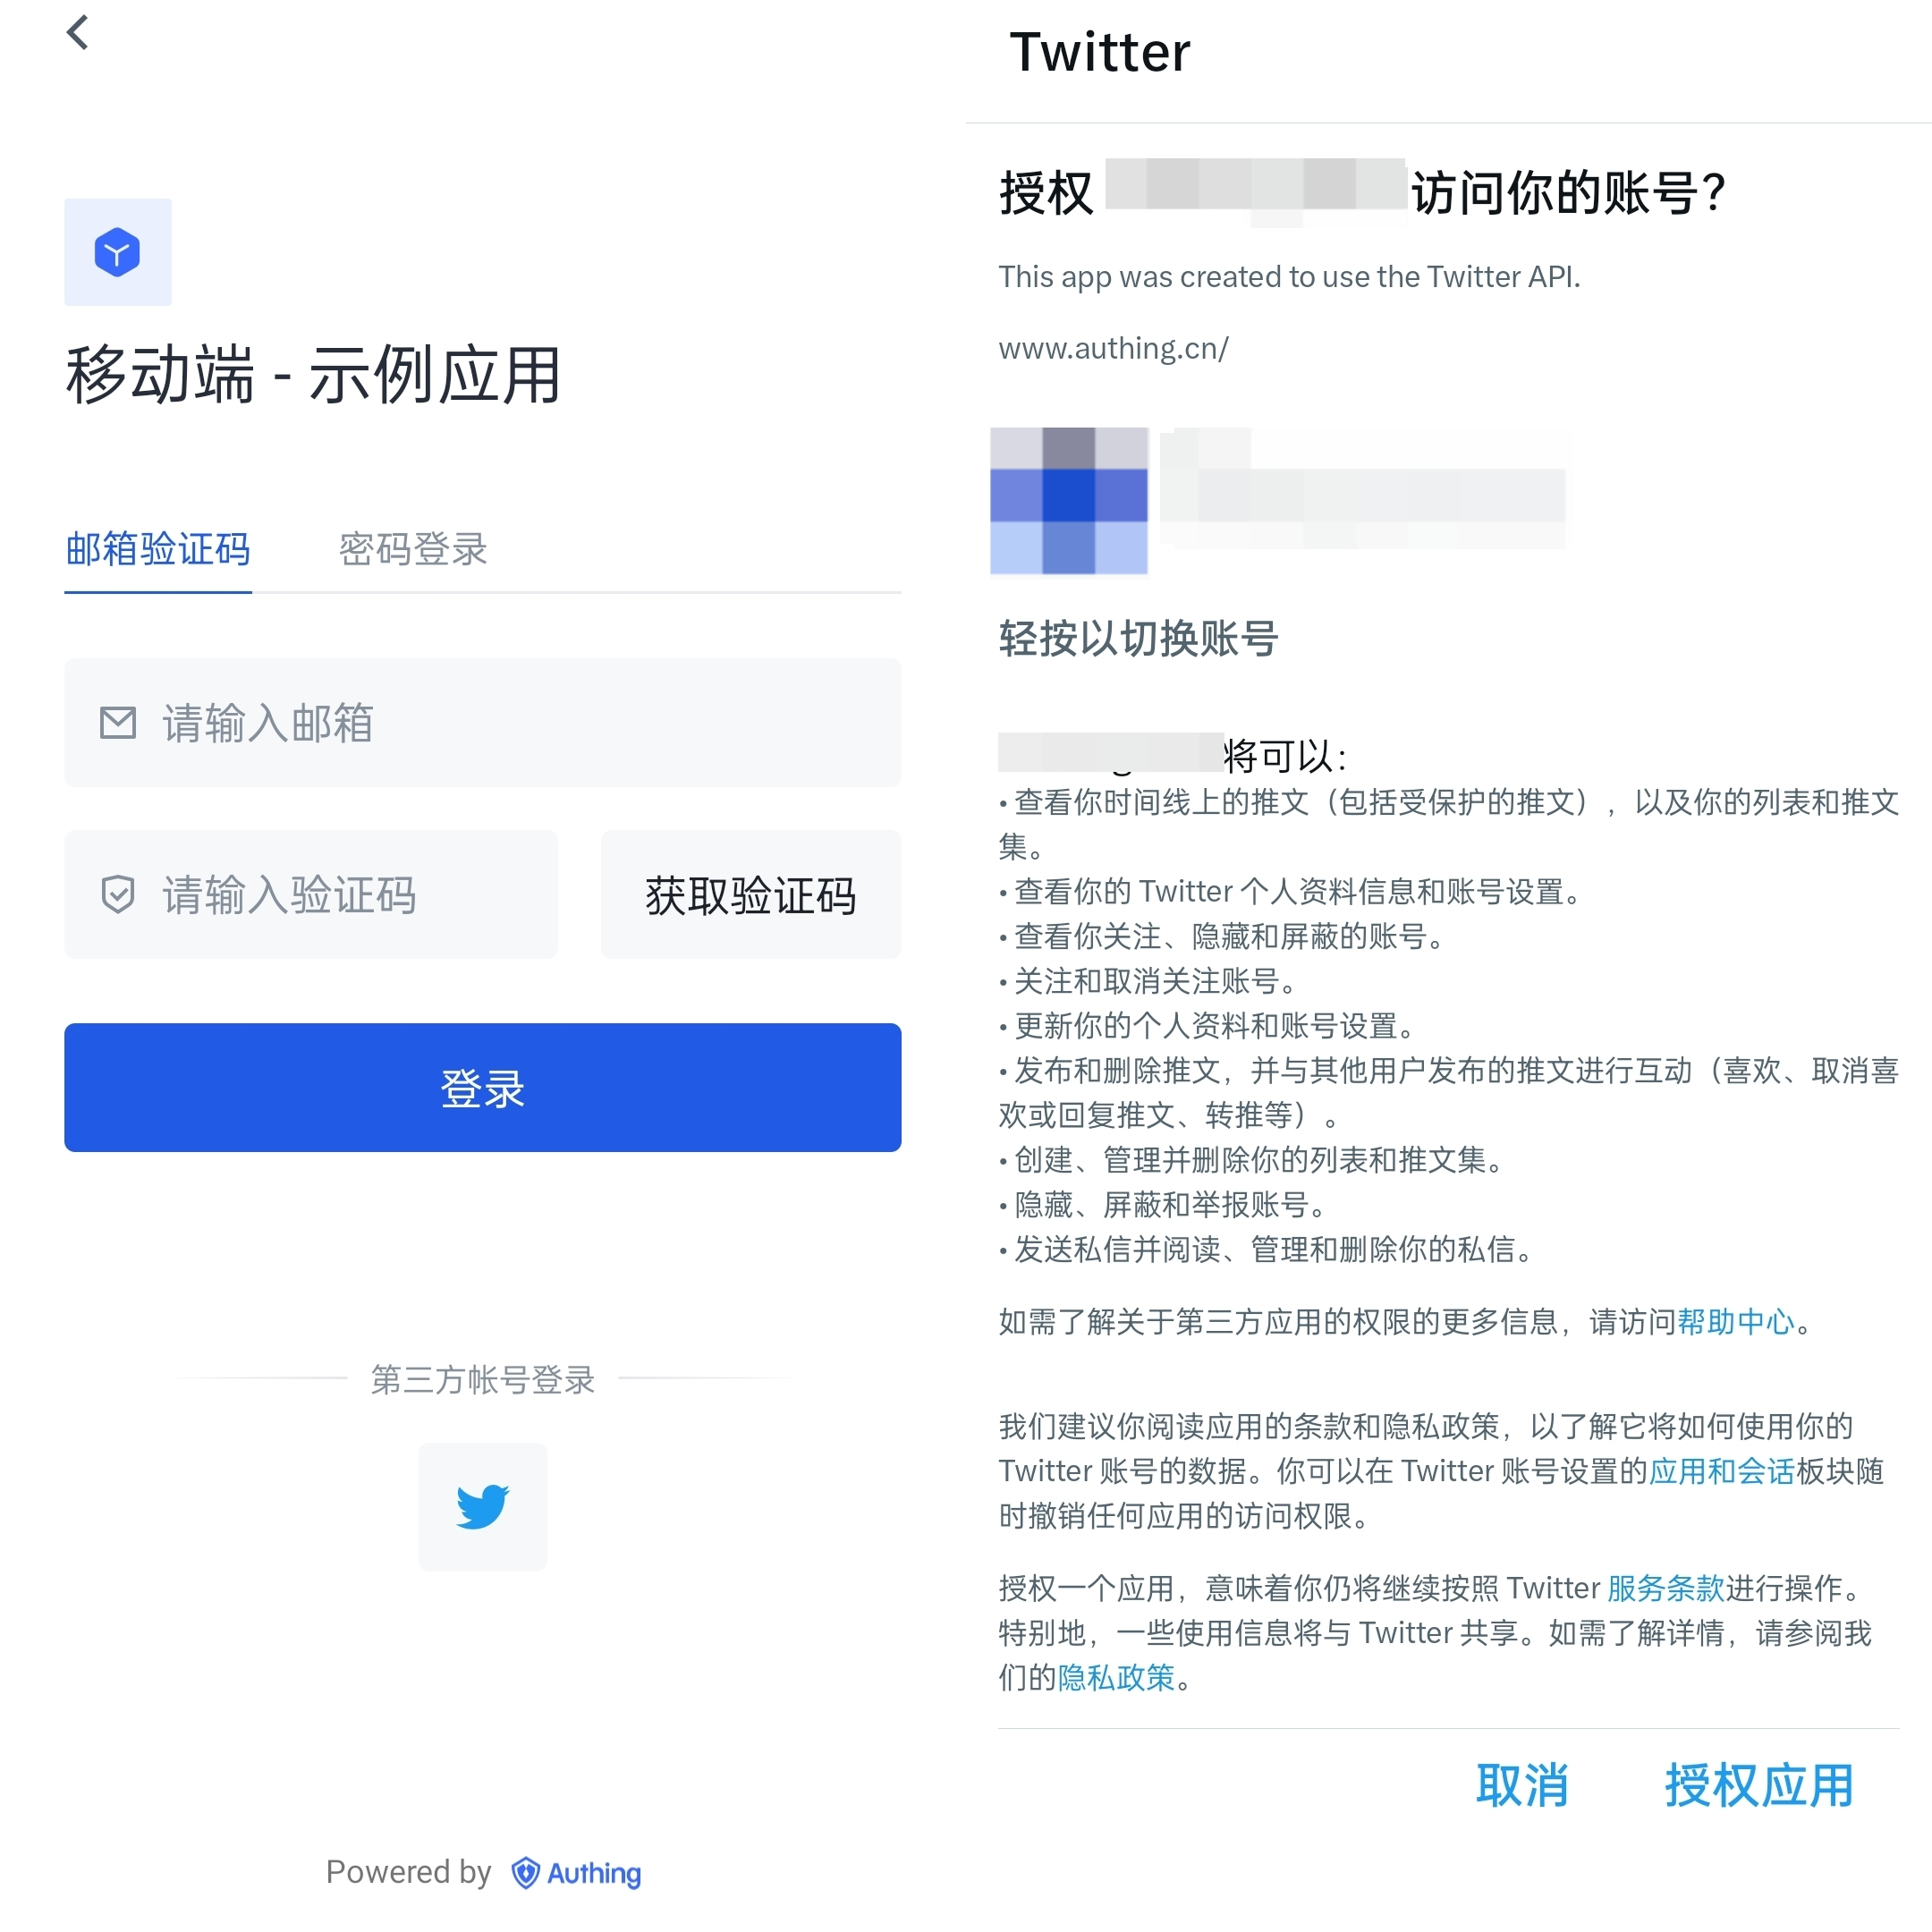 移动端 - 示例应用
邮箱验证码 密码登录
请输入邮箱
请输入验证码 获取验证码
登录
第三方帐号登录
Powered by Authing
Twitter
授权 访问你的账号?
This app was created to use the Twitter API.
www.authing.cn/
轻按以切换账号
将可以:
• 查看你时间线上的推文（包括受保护的推文），以及你的列表和推文
集。
• 查看你的 Twitter 个人资料信息和账号设置。
• 查看你关注、隐藏和屏蔽的账号。
• 关注和取消关注账号。
• 更新你的个人资料和账号设置。
• 发布和删除推文，并与其他用户发布的推文进行互动（喜欢、取消喜
欢或回复推文、转推等）。
• 创建、管理并删除你的列表和推文集。
• 隐藏、屏蔽和举报账号。
• 发送私信并阅读、管理和删除你的私信。
如需了解关于第三方应用的权限的更多信息，请访问帮助中心。
我们建议你阅读应用的条款和隐私政策，以了解它将如何使用你的
Twitter 账号的数据。你可以在 Twitter 账号设置的应用和会话板块随
时撤销任何应用的访问权限。
授权一个应用，意味着你仍将继续按照 Twitter 服务条款进行操作。
特别地，一些使用信息将与 Twitter 共享。如需了解详情，请参阅我
们的隐私政策。
取消 授权应用